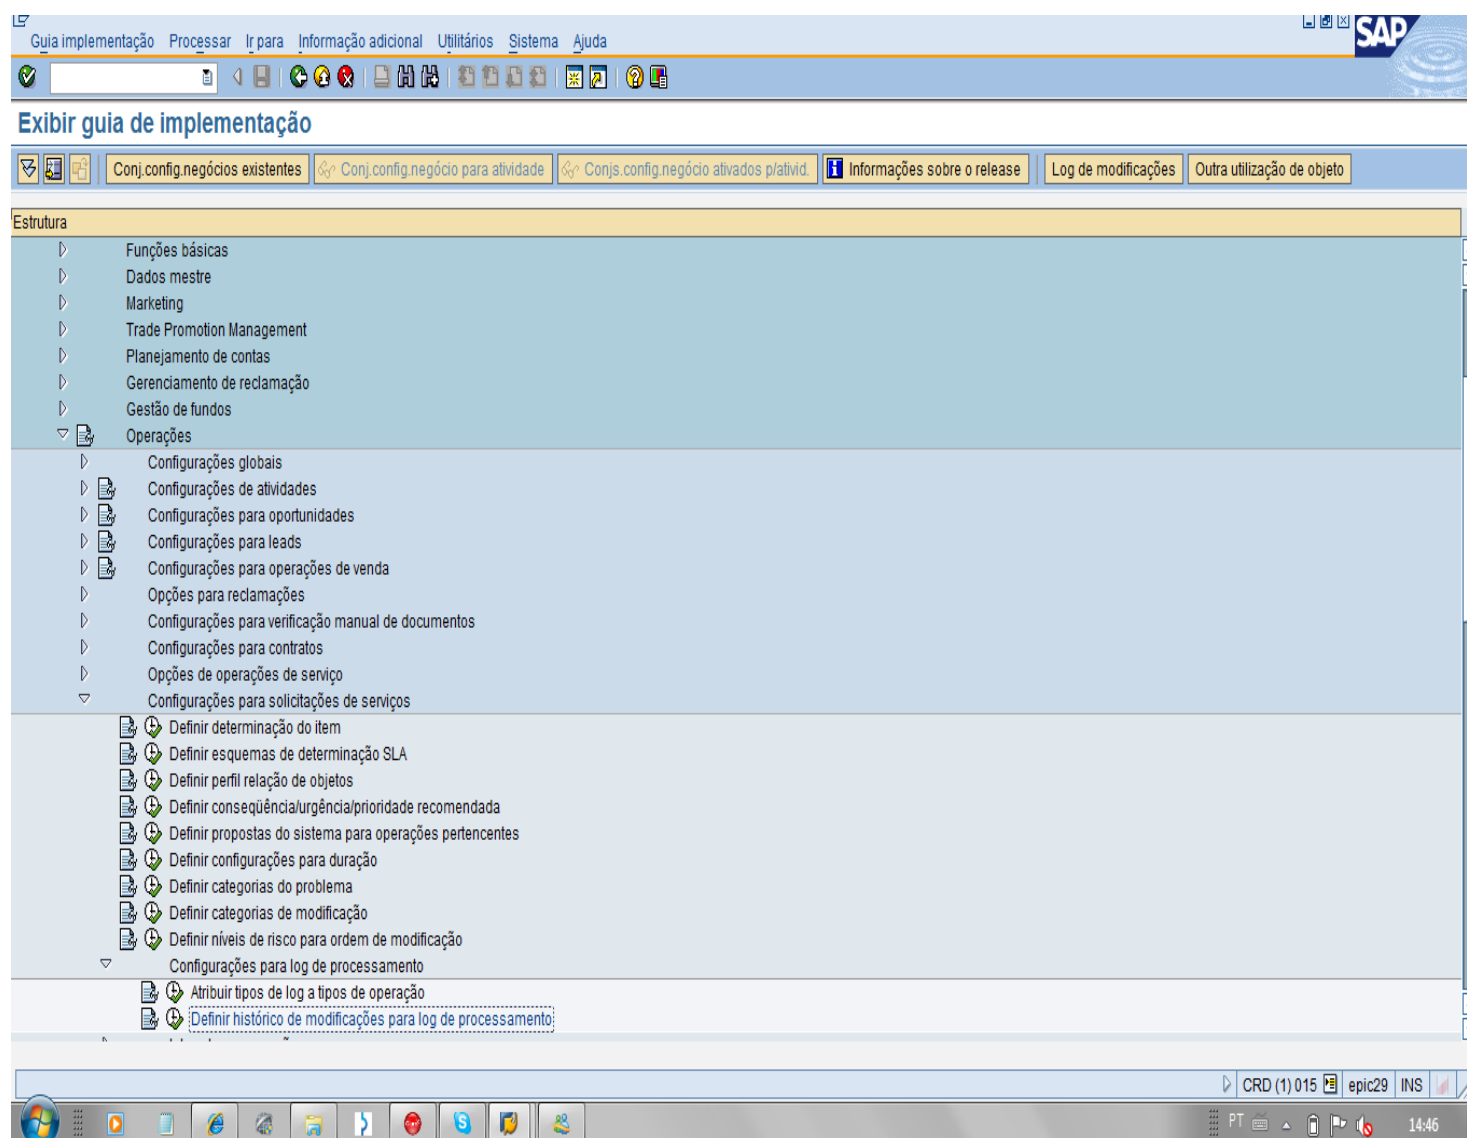 SAP
Guia implementação Processar Ir para Informação adicional Utilitários Sistema Ajuda
Exibir guia de implementação
Conj.config.negócios existentes Conj.config.negócio para atividade Conjs.config.negócio ativados p/ativid. Informações sobre o release Log de modificações Outra utilização de objeto
Estrutura
Funções básicas
Dados mestre
Marketing
Trade Promotion Management
Planejamento de contas
Gerenciamento de reclamação
Gestão de fundos
Operações
Configurações globais
Configurações de atividades
Configurações para oportunidades
Configurações para leads
Configurações para operações de venda
Opções para reclamações
Configurações para verificação manual de documentos
Configurações para contratos
Opções de operações de serviço
Configurações para solicitações de serviços
Definir determinação do item
Definir esquemas de determinação SLA
Definir perfil relação de objetos
Definir conseqüência/urgência/prioridade recomendada
Definir propostas do sistema para operações pertencentes
Definir configurações para duração
Definir categorias do problema
Definir categorias de modificação
Definir níveis de risco para ordem de modificação
Configurações para log de processamento
Atribuir tipos de log a tipos de operação
Definir histórico de modificações para log de processamento
CRD (1) 015 epic29 INS
PT 14:46